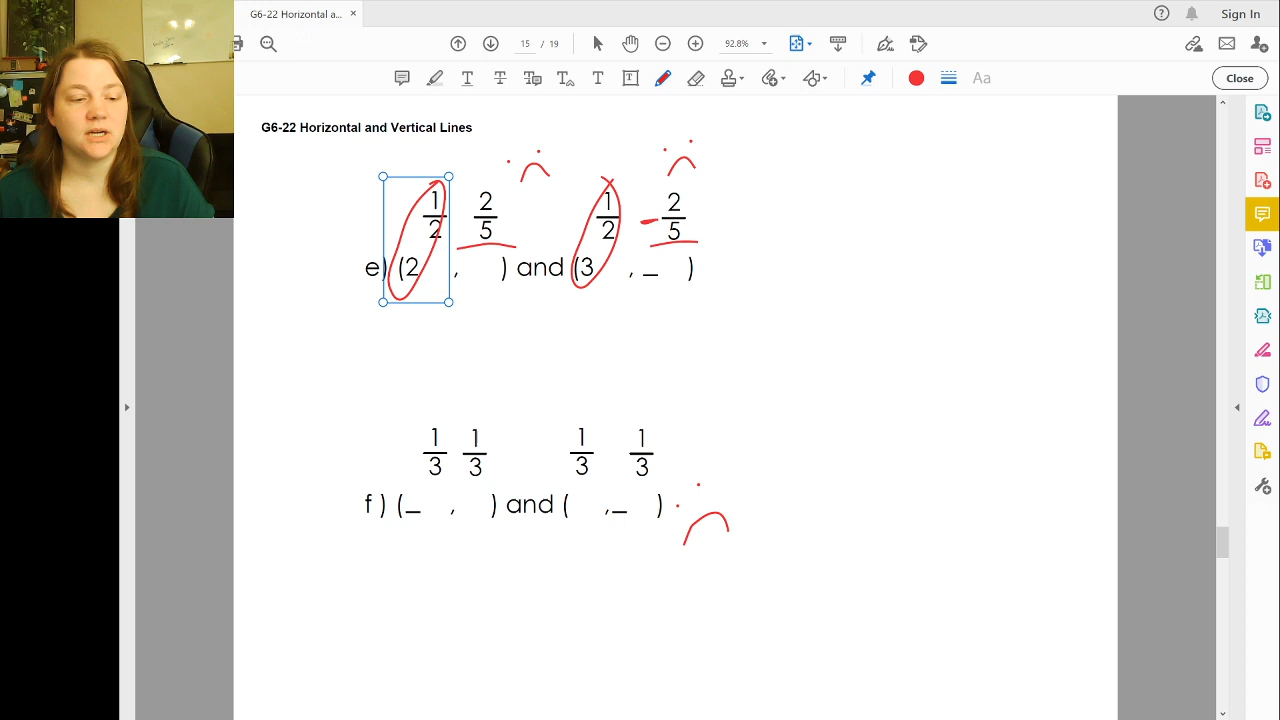 G6-22 Horizontal a...
Sign In
15 / 19
92.8%
Aa
Close
G6-22 Horizontal and Vertical Lines
1 2 1 2
2 5 2 - 5
e) (2 , ) and (3 , _ )
1 1 1 1
3 3 3 3
f ) (_ , ) and ( ,_ )